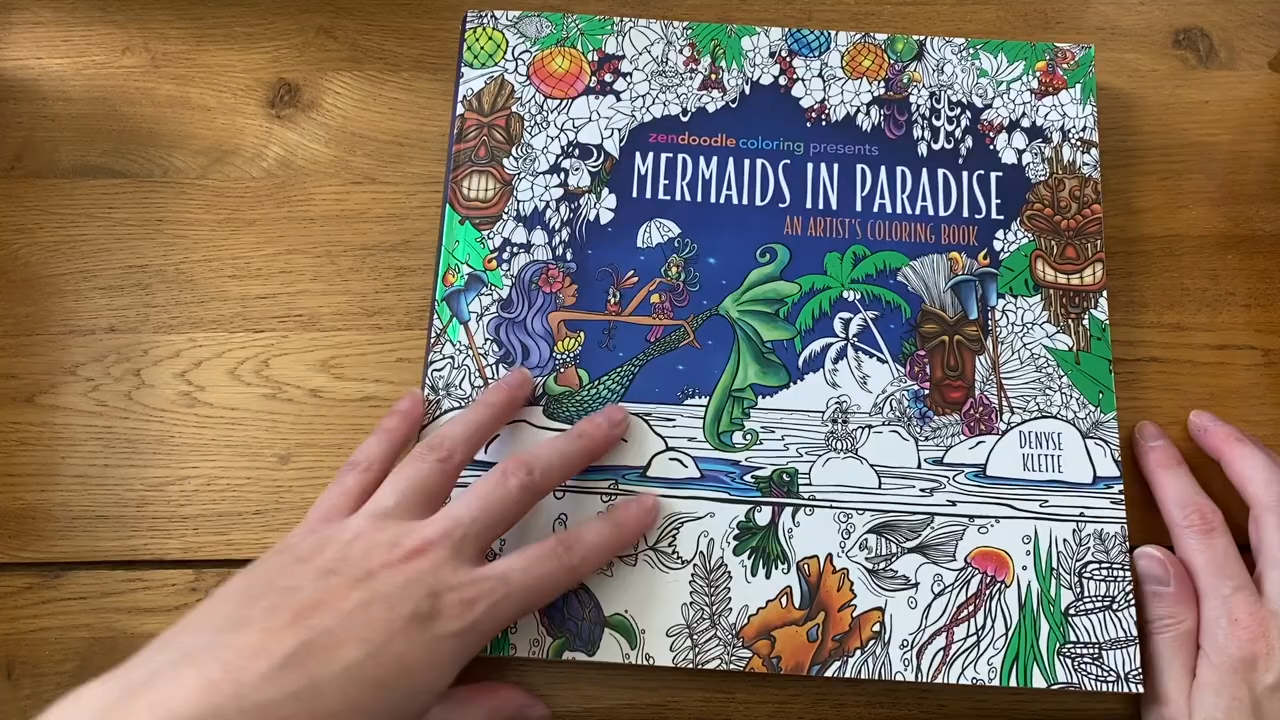 zendoodle coloring presents
MERMAIDS IN PARADISE
AN ARTIST'S COLORING BOOK
DENYSE
KLETTE